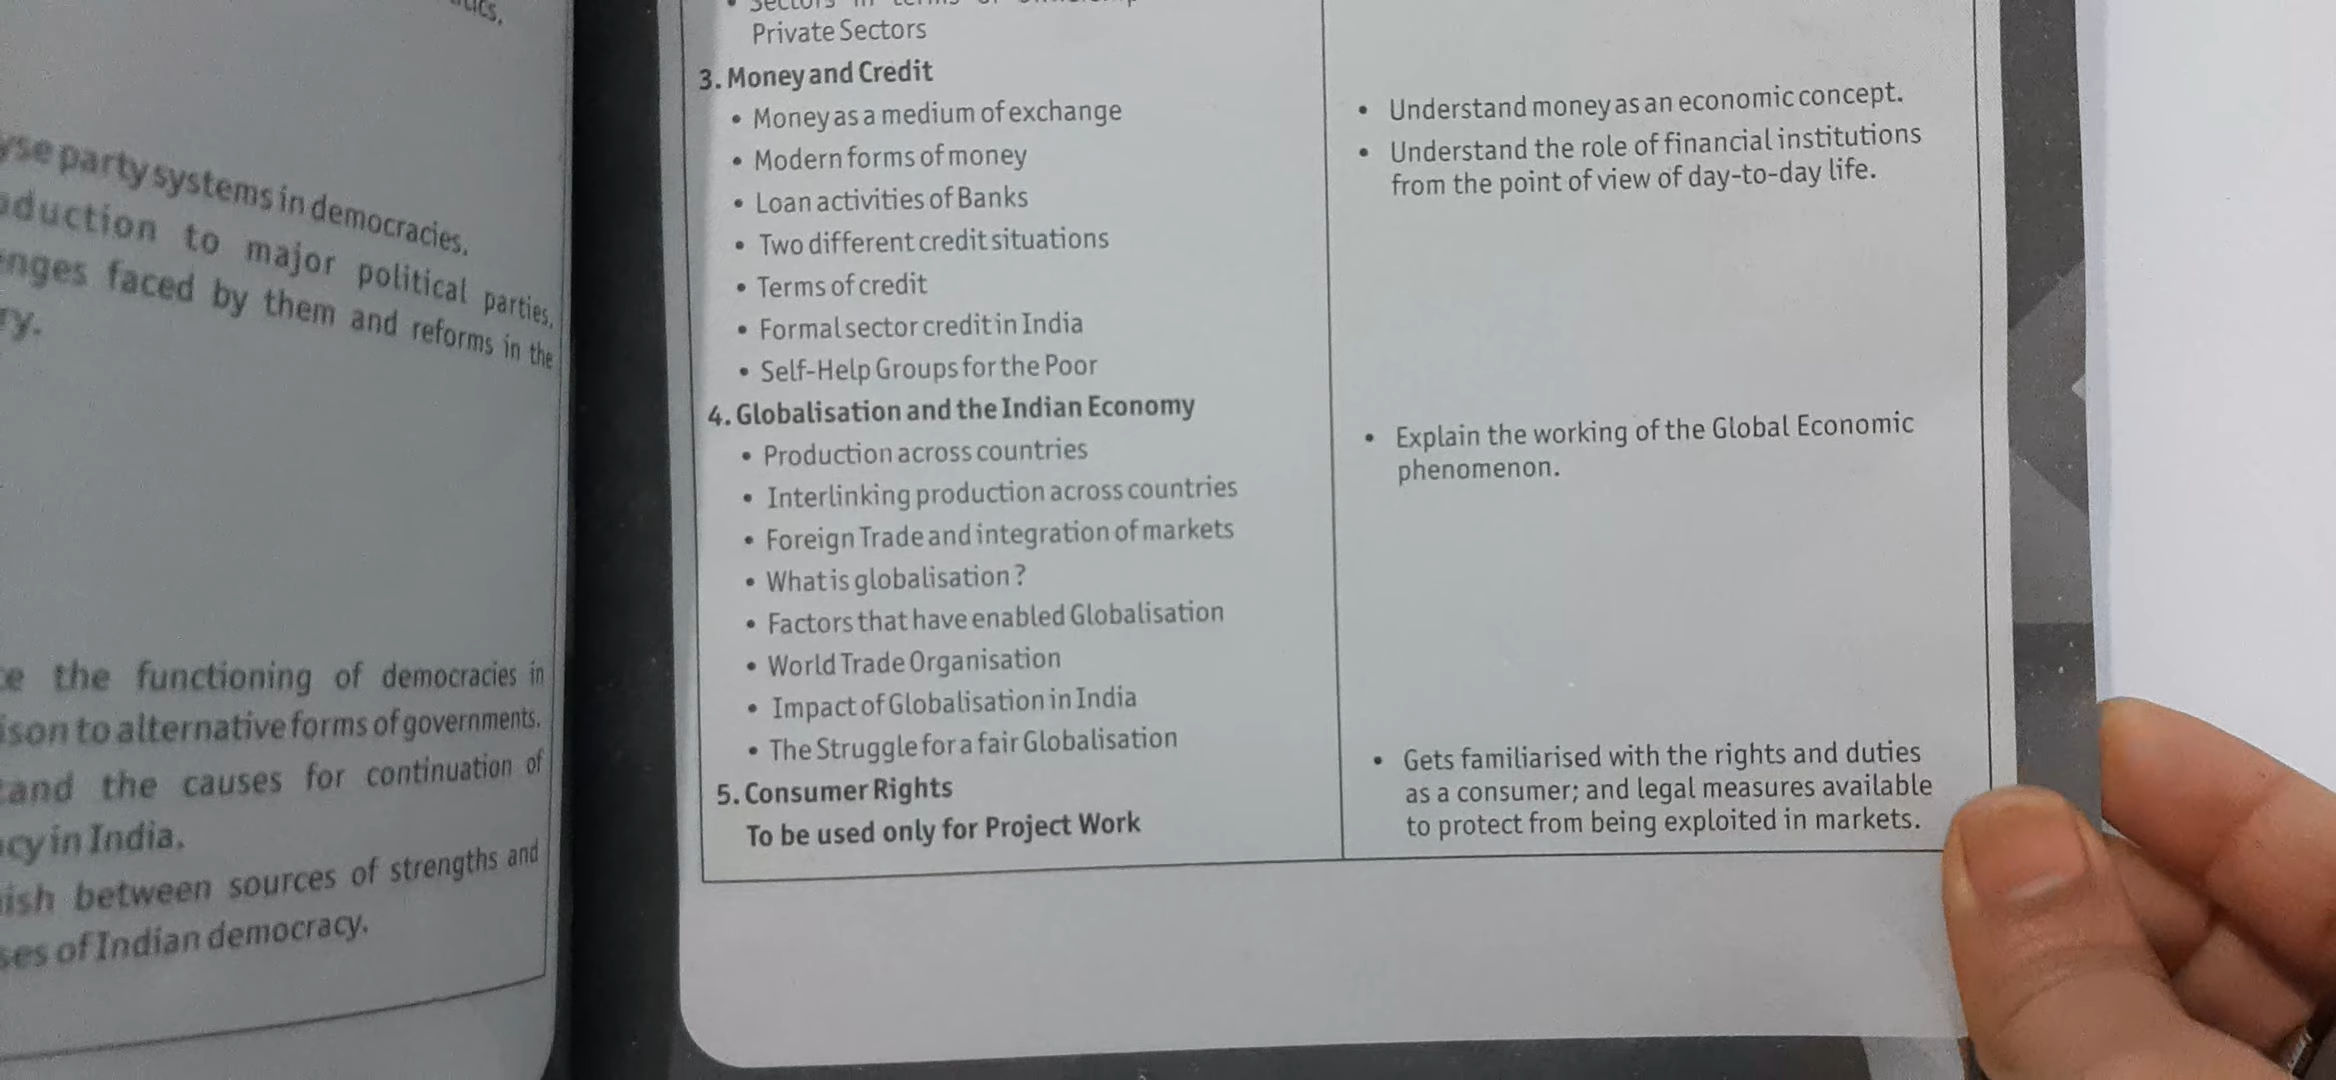 yse party systems in democracies.
duction to major political parties,
nges faced by them and reforms in the
ry.
the functioning of democracies in
ison to alternative forms of governments.
tand the causes for continuation of
cy in India.
ish between sources of strengths and
ses of Indian democracy.
Private Sectors
3. Money and Credit
• Money as a medium of exchange
• Modern forms of money
• Loan activities of Banks
• Two different credit situations
• Terms of credit
• Formal sector credit in India
• Self-Help Groups for the Poor
4. Globalisation and the Indian Economy
• Production across countries
• Interlinking production across countries
• Foreign Trade and integration of markets
• What is globalisation ?
• Factors that have enabled Globalisation
• World Trade Organisation
• Impact of Globalisation in India
• The Struggle for a fair Globalisation
5. Consumer Rights
To be used only for Project Work
• Understand money as an economic concept.
• Understand the role of financial institutions
from the point of view of day-to-day life.
• Explain the working of the Global Economic
phenomenon.
• Gets familiarised with the rights and duties
as a consumer; and legal measures available
to protect from being exploited in markets.